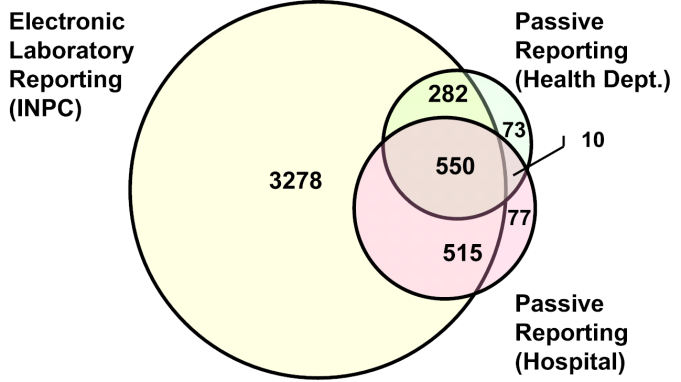 Electronic
Laboratory
Reporting
(INPC)
Passive
Reporting
(Health Dept.)
282
73
10
550
3278
77
515
Passive
Reporting
(Hospital)